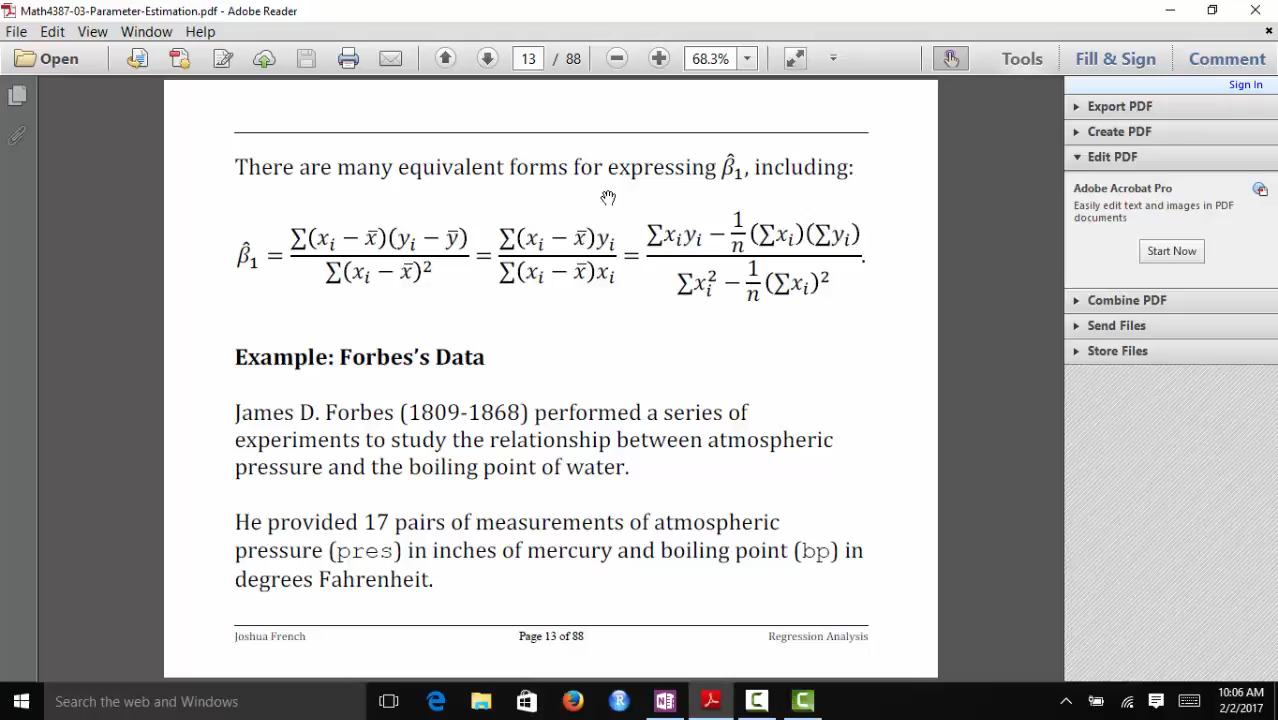 Math4387-03-Parameter-Estimation.pdf - Adobe Reader
File Edit View Window Help
Open 13 / 88 68.3% Tools Fill & Sign Comment
Sign In
Export PDF
Create PDF
Edit PDF
Adobe Acrobat Pro
Easily edit text and images in PDF
documents
Start Now
Combine PDF
Send Files
Store Files
There are many equivalent forms for expressing β̂₁, including:
β̂₁ = ∑(xᵢ − x̄)(yᵢ − ȳ) / ∑(xᵢ − x̄)² = ∑(xᵢ − x̄)yᵢ / ∑(xᵢ − x̄)xᵢ = (∑xᵢyᵢ − 1/n (∑xᵢ)(∑yᵢ)) / (∑xᵢ² − 1/n (∑xᵢ)²).
Example: Forbes's Data
James D. Forbes (1809-1868) performed a series of
experiments to study the relationship between atmospheric
pressure and the boiling point of water.
He provided 17 pairs of measurements of atmospheric
pressure (pres) in inches of mercury and boiling point (bp) in
degrees Fahrenheit.
Joshua French Page 13 of 88 Regression Analysis
Search the web and Windows
10:06 AM
2/2/2017